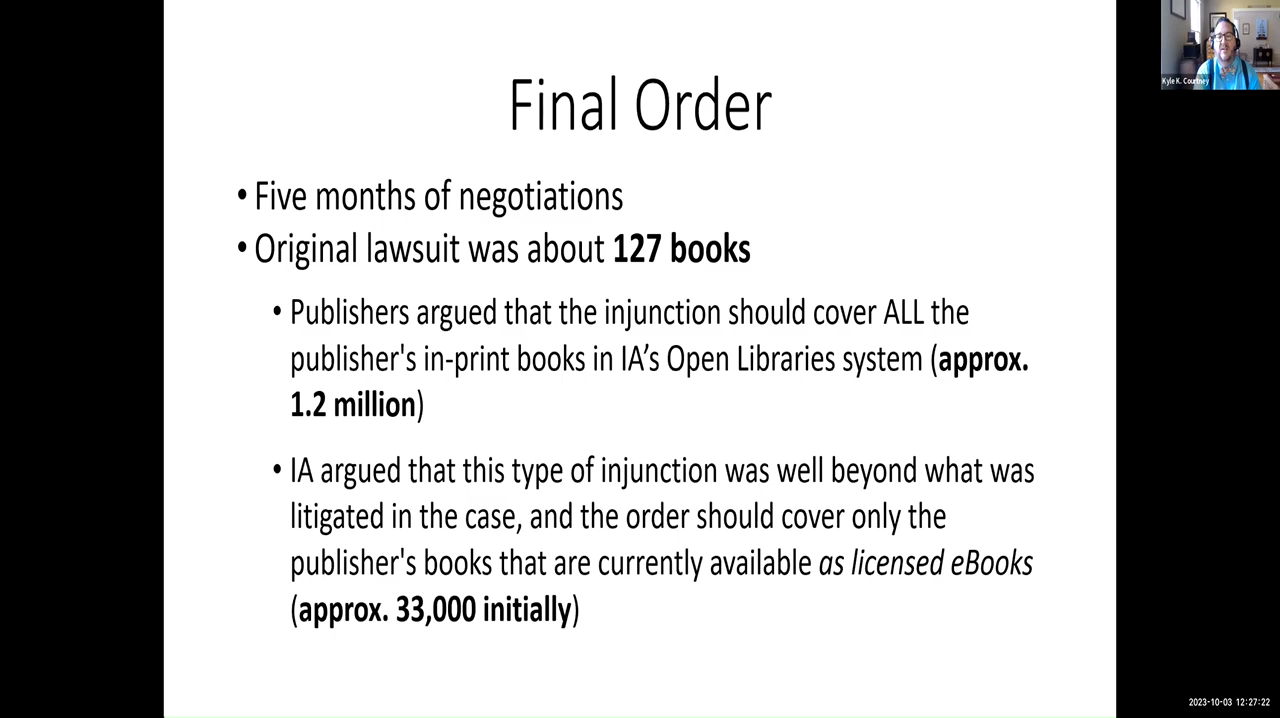 Final Order
• Five months of negotiations
• Original lawsuit was about 127 books
• Publishers argued that the injunction should cover ALL the
publisher's in-print books in IA’s Open Libraries system (approx.
1.2 million)
• IA argued that this type of injunction was well beyond what was
litigated in the case, and the order should cover only the
publisher's books that are currently available as licensed eBooks
(approx. 33,000 initially)
Kyle K. Courtney
2023-10-03 12:27:22